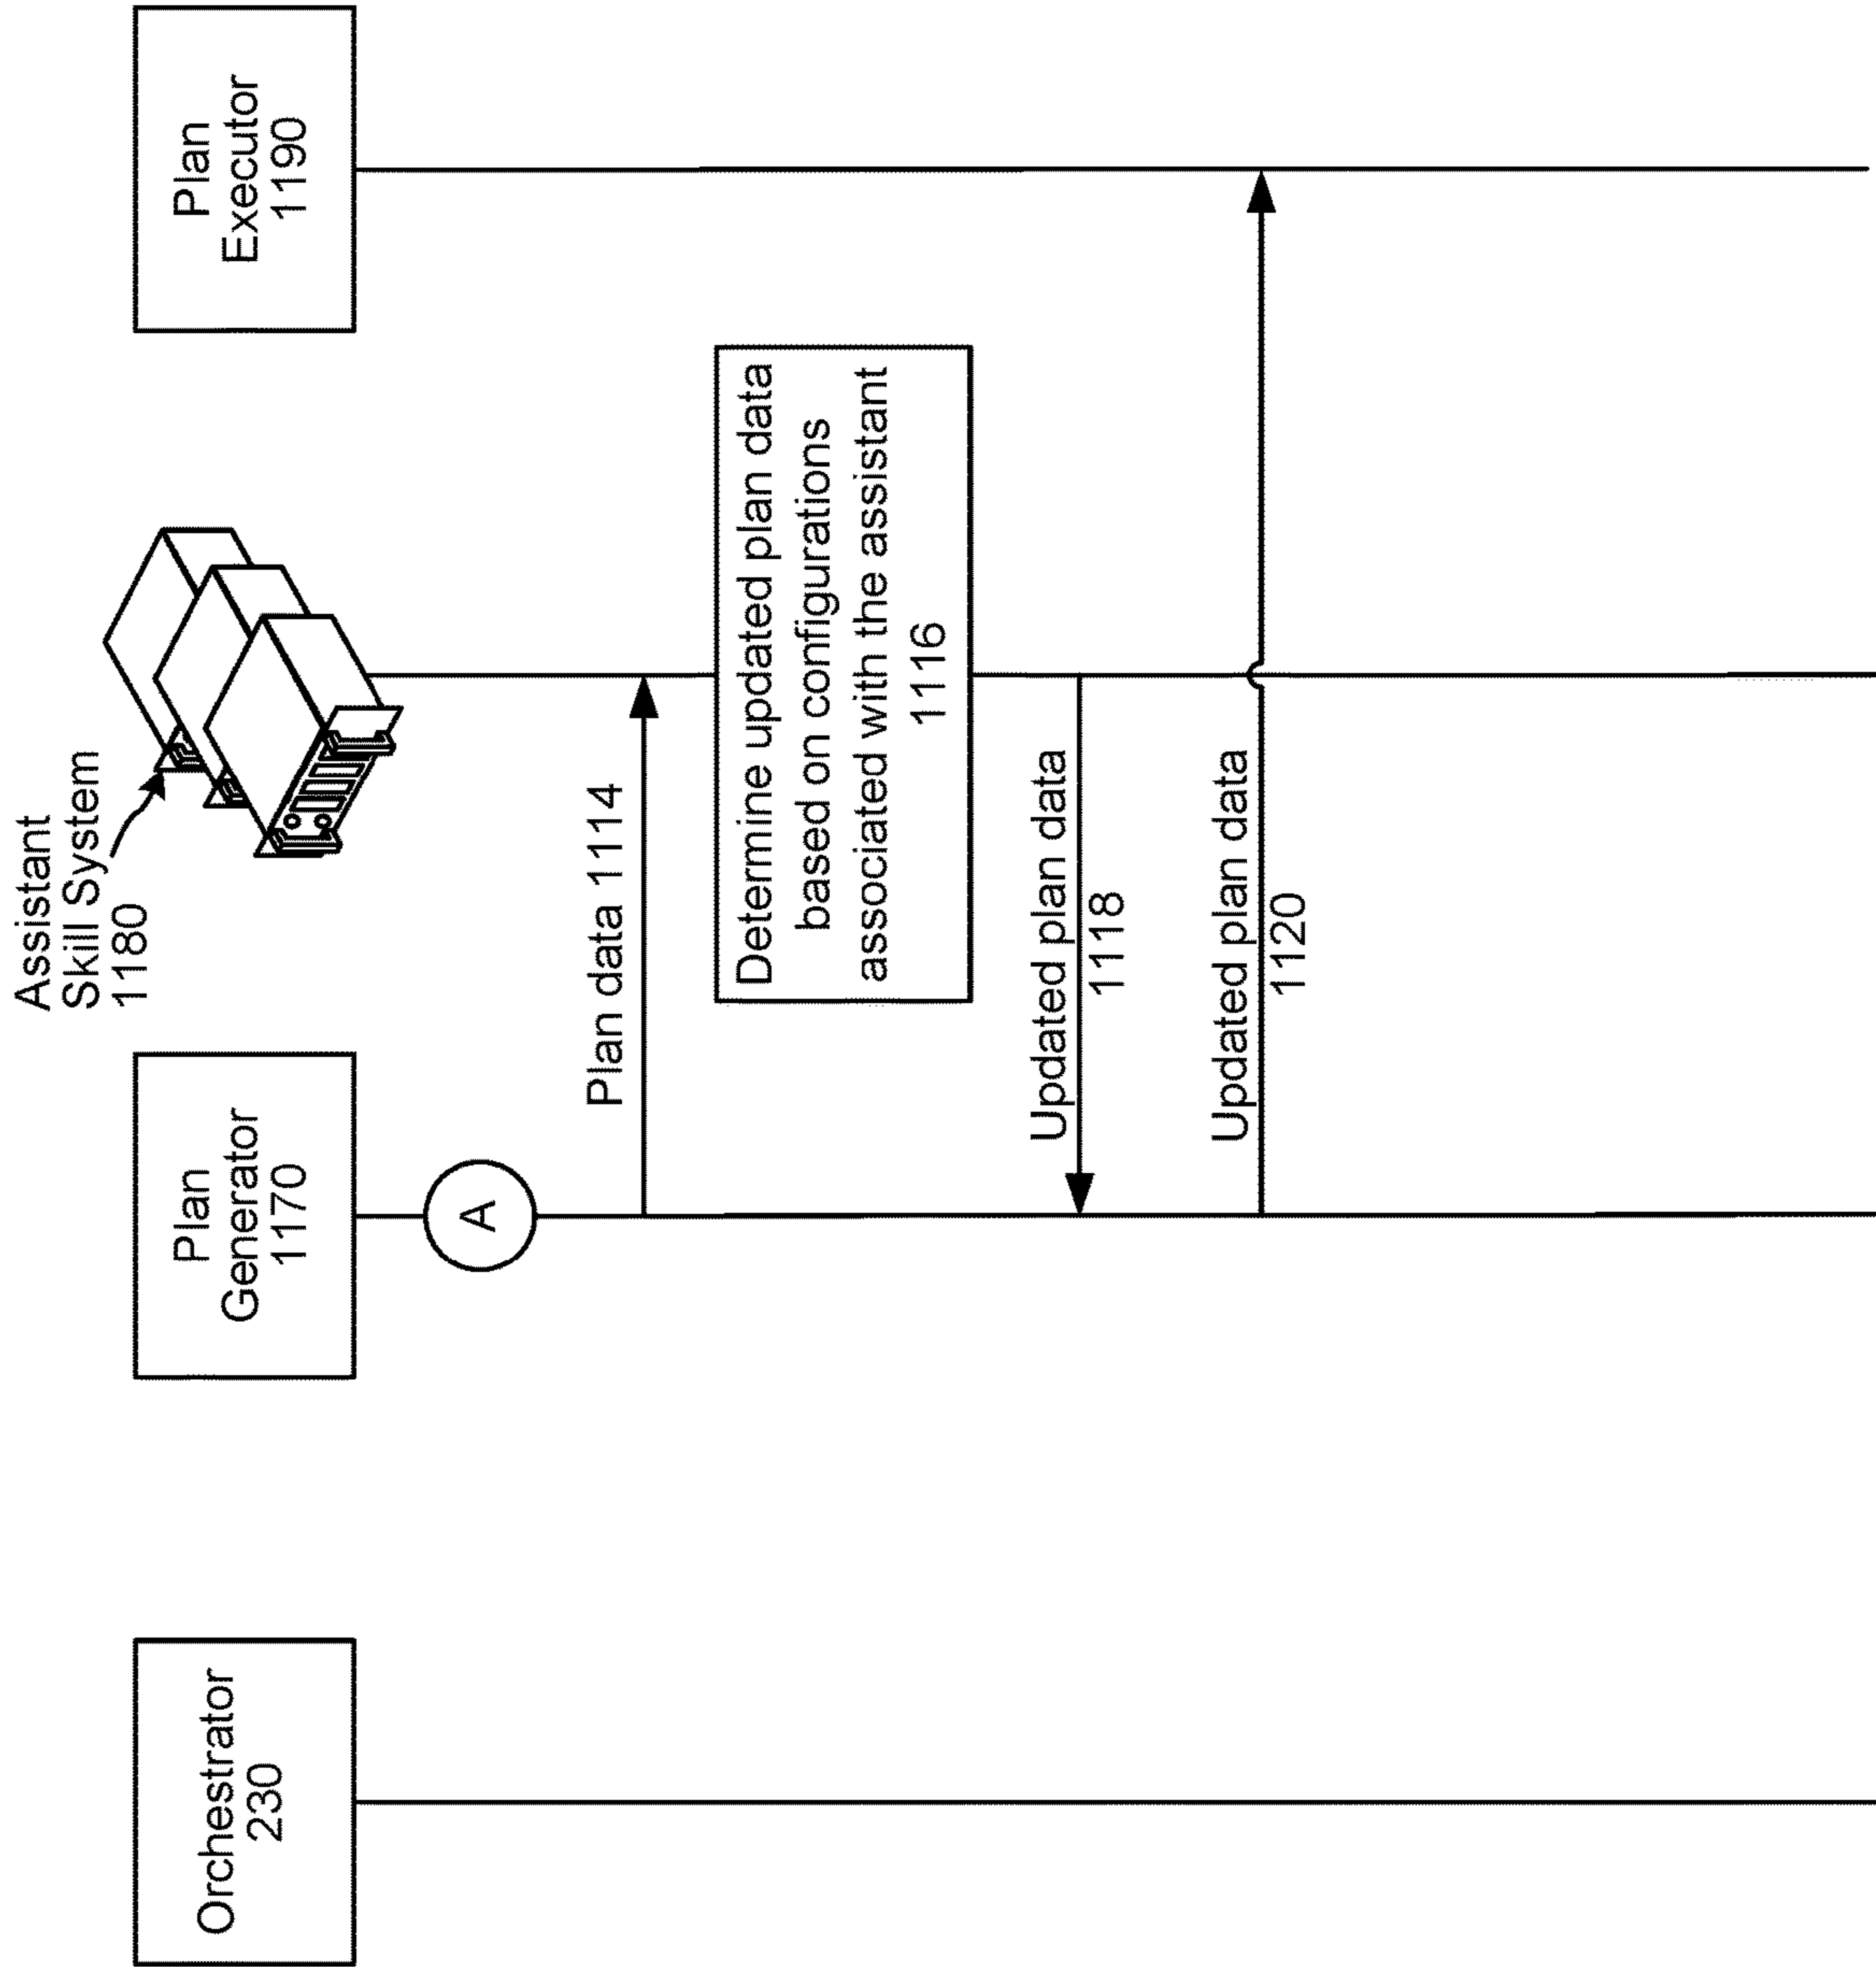 Orchestrator
230
Plan
Generator
1170
Assistant
Skill System
1180
Plan
Executor
1190
A
Plan data 1114
Determine updated plan data
based on configurations
associated with the assistant
1116
Updated plan data
1118
Updated plan data
1120